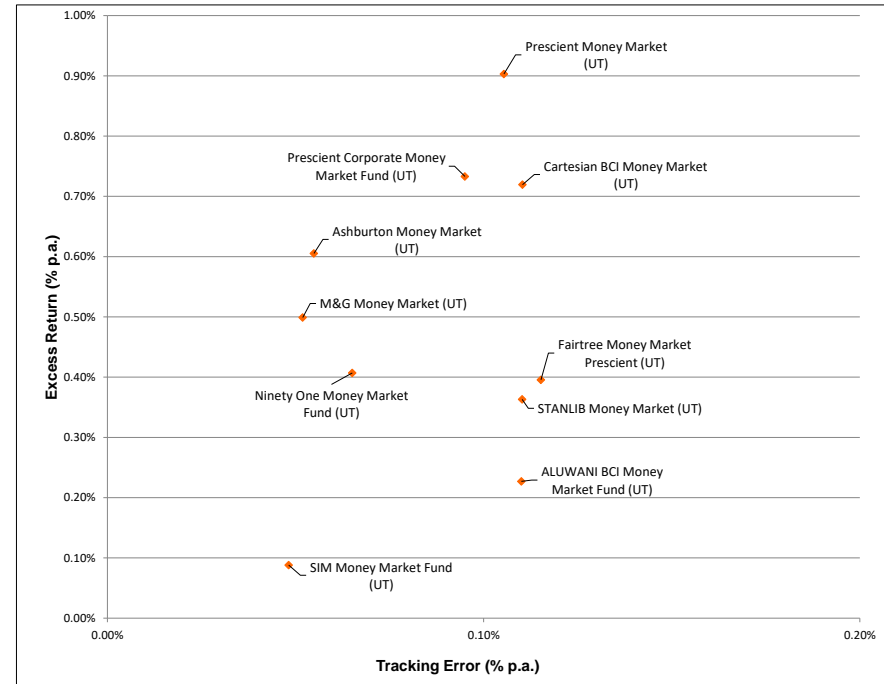 1.00%
0.90%
0.80%
0.70%
0.60%
0.50%
0.40%
0.30%
0.20%
0.10%
0.00%
Excess Return (% p.a.)
Prescient Money Market
(UT)
Prescient Corporate Money
Market Fund (UT)
Cartesian BCI Money Market
(UT)
Ashburton Money Market
(UT)
M&G Money Market (UT)
Fairtree Money Market
Prescient (UT)
Ninety One Money Market
Fund (UT)
STANLIB Money Market (UT)
ALUWANI BCI Money
Market Fund (UT)
SIM Money Market Fund
(UT)
0.00%
0.10%
0.20%
Tracking Error (% p.a.)